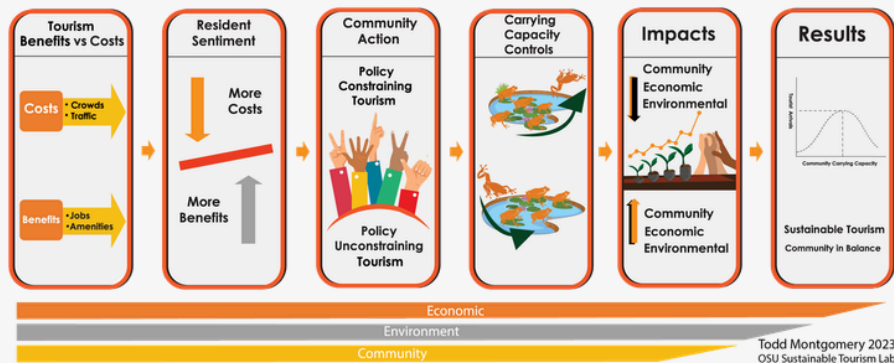 Tourism
Benefits vs Costs
Costs
• Crowds
• Traffic
Benefits
• Jobs
• Amenities
Resident
Sentiment
More
Costs
More
Benefits
Community
Action
Policy
Constraining
Tourism
Policy
Unconstraining
Tourism
Carrying
Capacity
Controls
Impacts
Community
Economic
Environmental
Community
Economic
Environmental
Results
Tourist Arrivals
Community Carrying Capacity
Sustainable Tourism
Community in Balance
Economic
Environment
Community
Todd Montgomery 2023
OSU Sustainable Tourism Lab